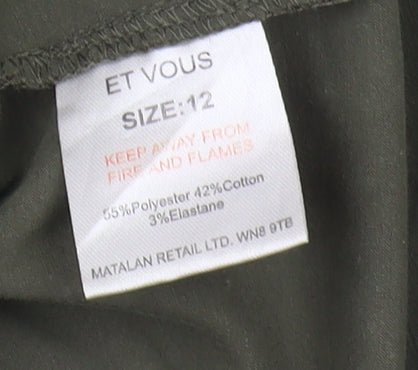 ET VOUS
SIZE:12
KEEP AWAY FROM
FIRE AND FLAMES
55%Polyester 42%Cotton
3%Elastane
MATALAN RETAIL LTD. WN8 9TB